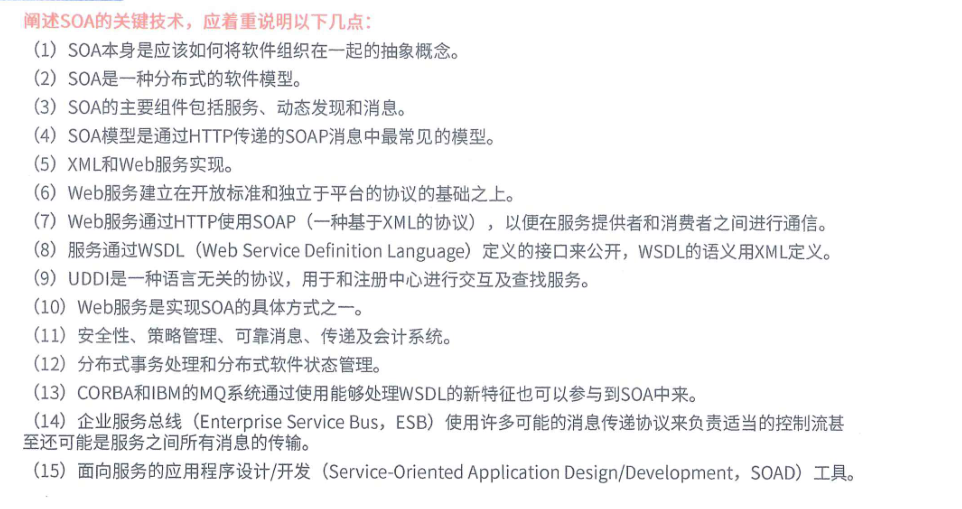 阐述SOA的关键技术，应着重说明以下几点：
（1）SOA本身是应该如何将软件组织在一起的抽象概念。
（2）SOA是一种分布式的软件模型。
（3）SOA的主要组件包括服务、动态发现和消息。
（4）SOA模型是通过HTTP传递的SOAP消息中最常见的模型。
（5）XML和Web服务实现。
（6）Web服务建立在开放标准和独立于平台的协议的基础之上。
（7）Web服务通过HTTP使用SOAP（一种基于XML的协议），以便在服务提供者和消费者之间进行通信。
（8）服务通过WSDL（Web Service Definition Language）定义的接口来公开，WSDL的语义用XML定义。
（9）UDDI是一种语言无关的协议，用于和注册中心进行交互及查找服务。
（10）Web服务是实现SOA的具体方式之一。
（11）安全性、策略管理、可靠消息、传递及会计系统。
（12）分布式事务处理和分布式软件状态管理。
（13）CORBA和IBM的MQ系统通过使用能够处理WSDL的新特征也可以参与到SOA中来。
（14）企业服务总线（Enterprise Service Bus，ESB）使用许多可能的消息传递协议来负责适当的控制流甚
至还可能是服务之间所有消息的传输。
（15）面向服务的应用程序设计/开发（Service-Oriented Application Design/Development，SOAD）工具。